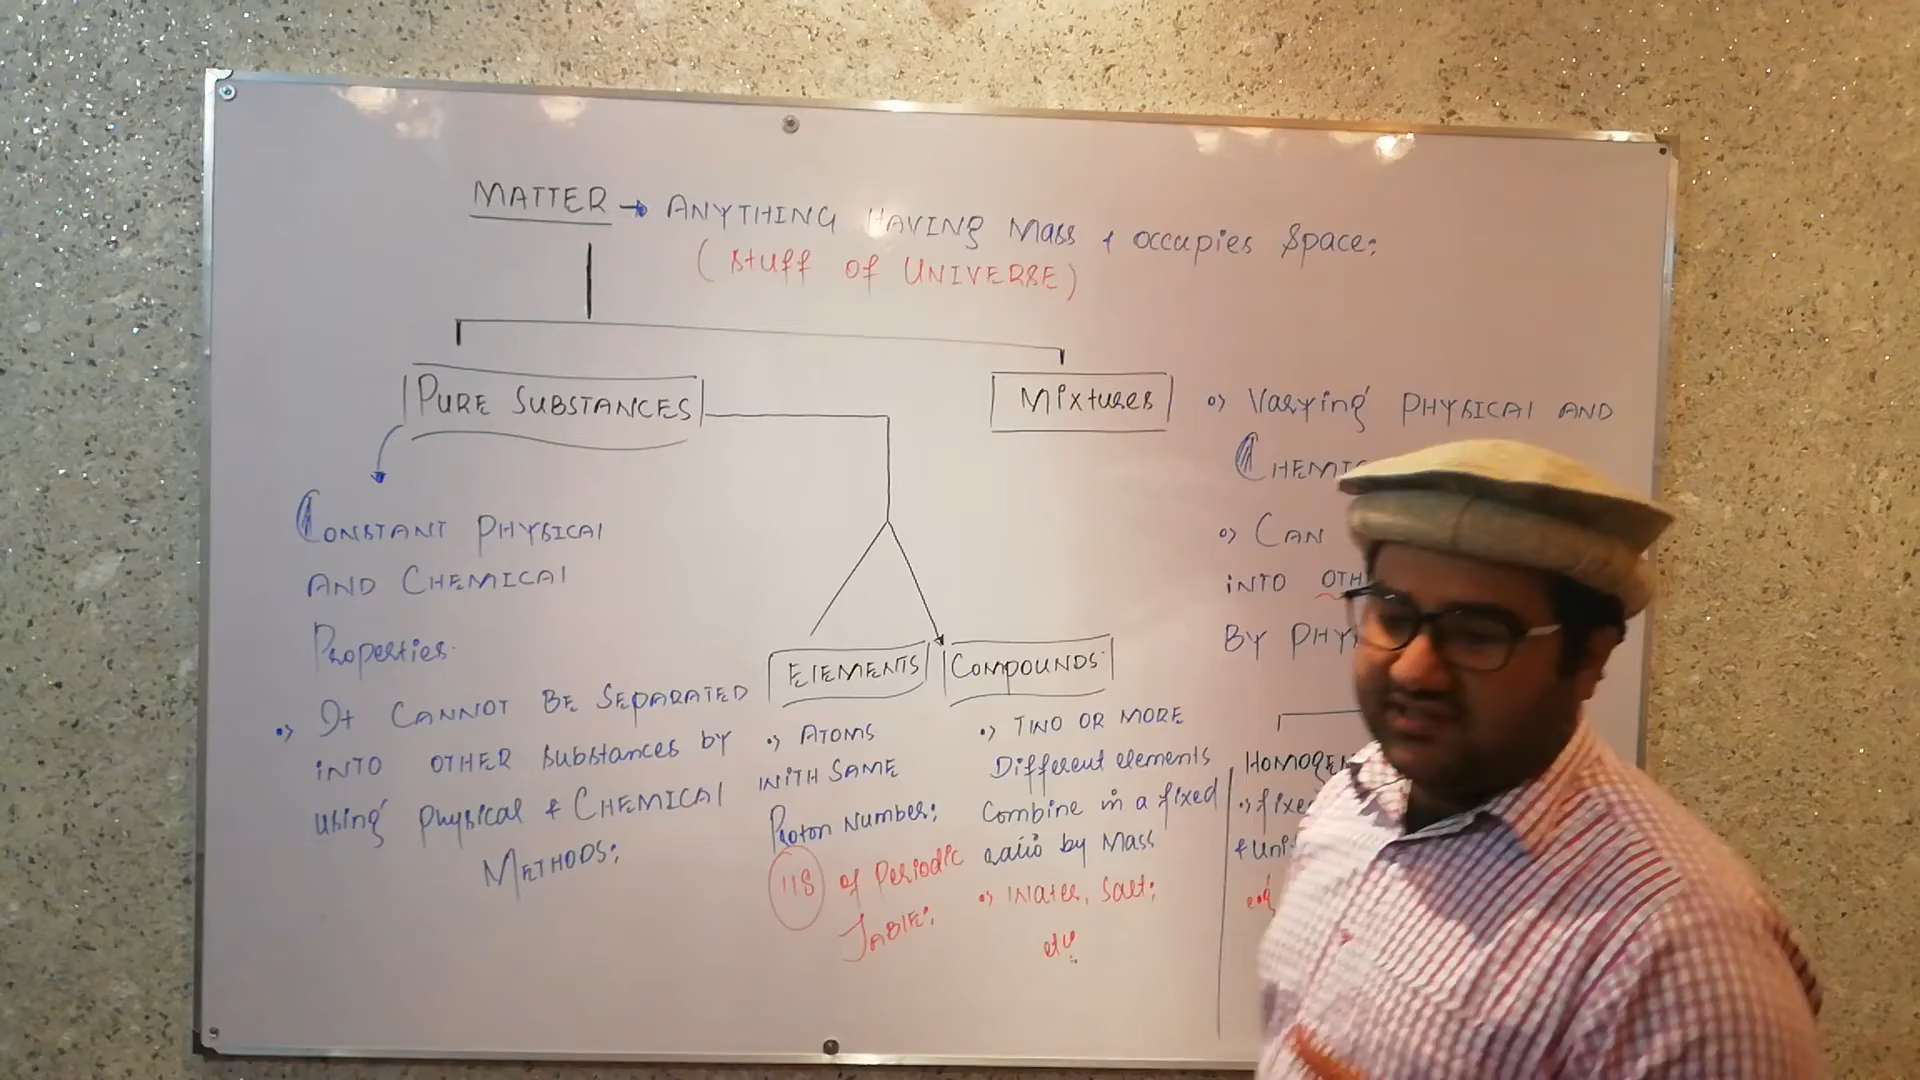 MATTER → ANYTHING HAVING Mass & occupies Space:
(Stuff of UNIVERSE)
PURE SUBSTANCES
Mixtures
CONSTANT PHYSICAL
AND CHEMICAL
Properties.
It CANNOT BE SEPARATED
INTO OTHER substances by
using Physical & CHEMICAL
METHODS:
ELEMENTS
ATOMS
WITH SAME
Proton Number:
118 of Periodic
TABLE:
COMPOUNDS
TWO OR MORE
Different elements
Combine in a fixed
ratio by Mass
Water, Salt;
etc
Varying PHYSICAL AND
CHEMIC
CAN
INTO OTH
BY PHY
HOMOGEN
fixe
& Uni
eg